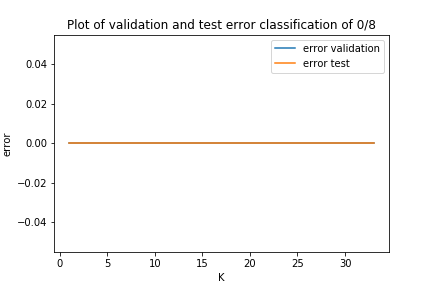 Plot of validation and test error classification of 0/8
error validation
error test
0.04
0.02
0.00
−0.02
−0.04
error
0 5 10 15 20 25 30
K